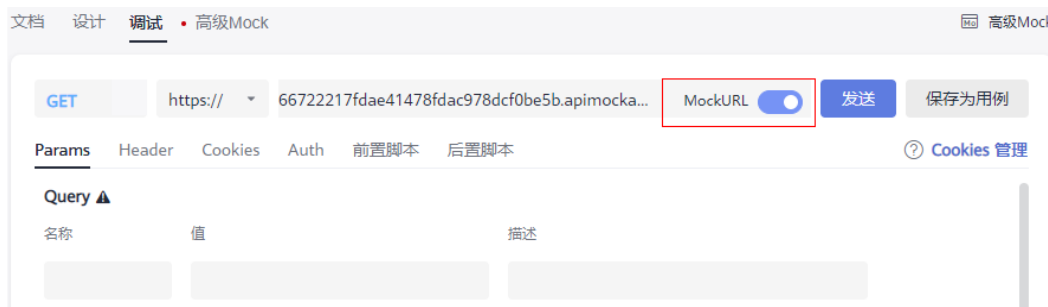 文档 设计 调试 • 高级Mock Mo 高级Mock
GET https:// 66722217fdae41478fdac978dcf0be5b.apimocka... MockURL 发送 保存为用例
Params Header Cookies Auth 前置脚本 后置脚本 ? Cookies 管理
Query
名称 值 描述